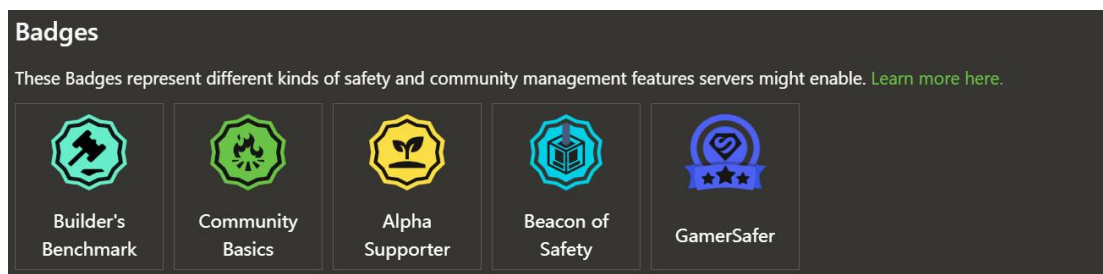 Badges
These Badges represent different kinds of safety and community management features servers might enable. Learn more here.
Builder's
Benchmark
Community
Basics
Alpha
Supporter
Beacon of
Safety
GamerSafer